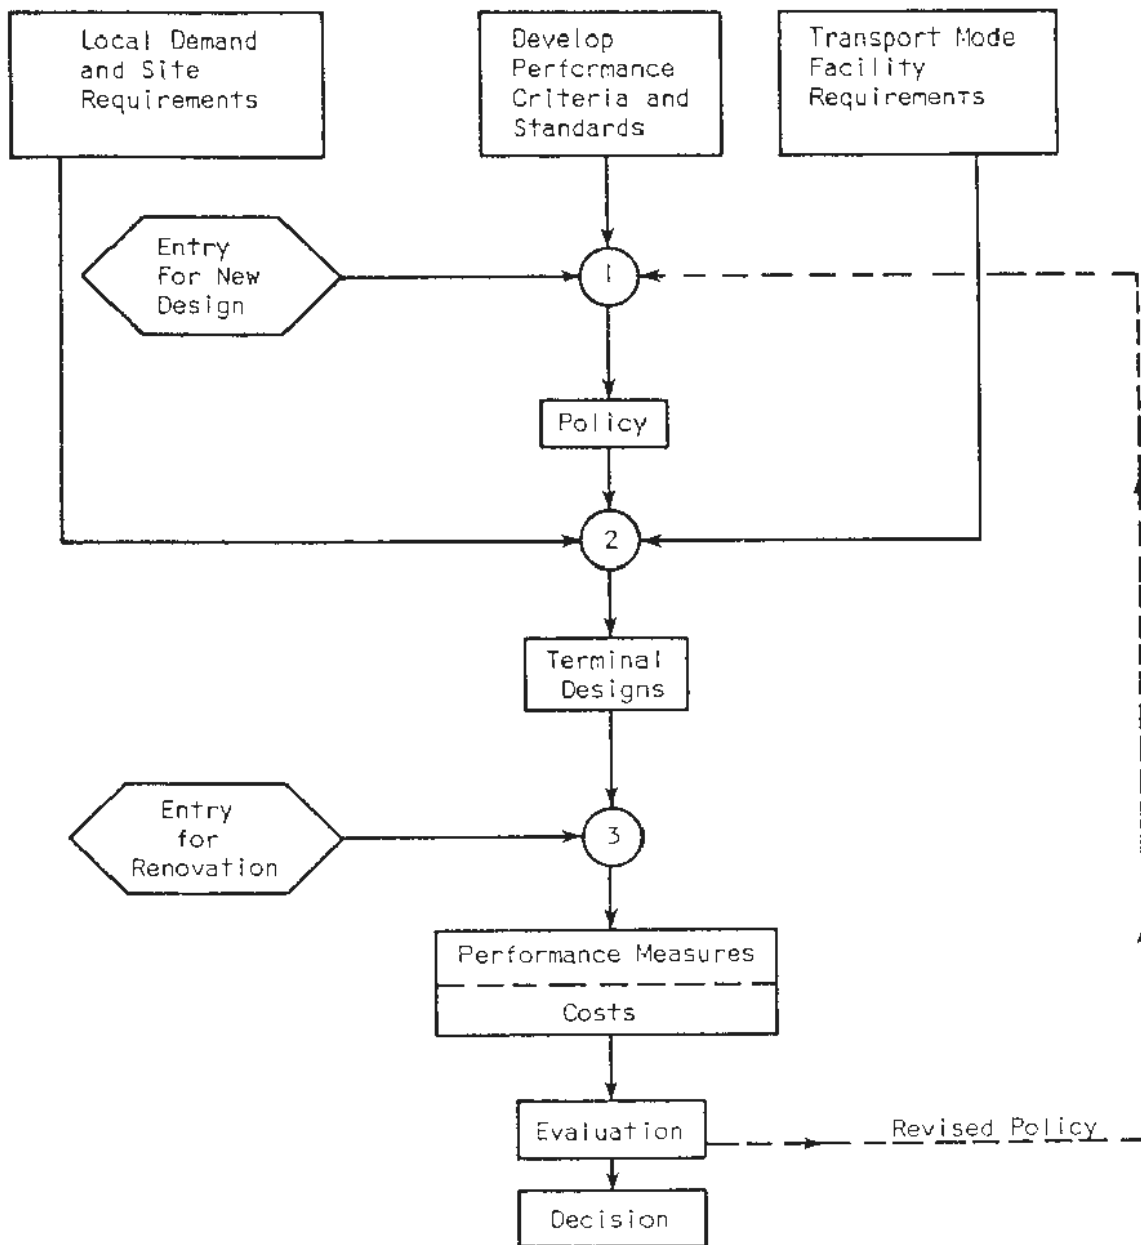 Local Demand
and Site
Requirements
Develop
Performance
Criteria and
Standards
Transport Mode
Facility
Requirements
Entry
For New
Design
1
Policy
2
Terminal
Designs
Entry
for
Renovation
3
Performance Measures
Costs
Evaluation
Revised Policy
Decision